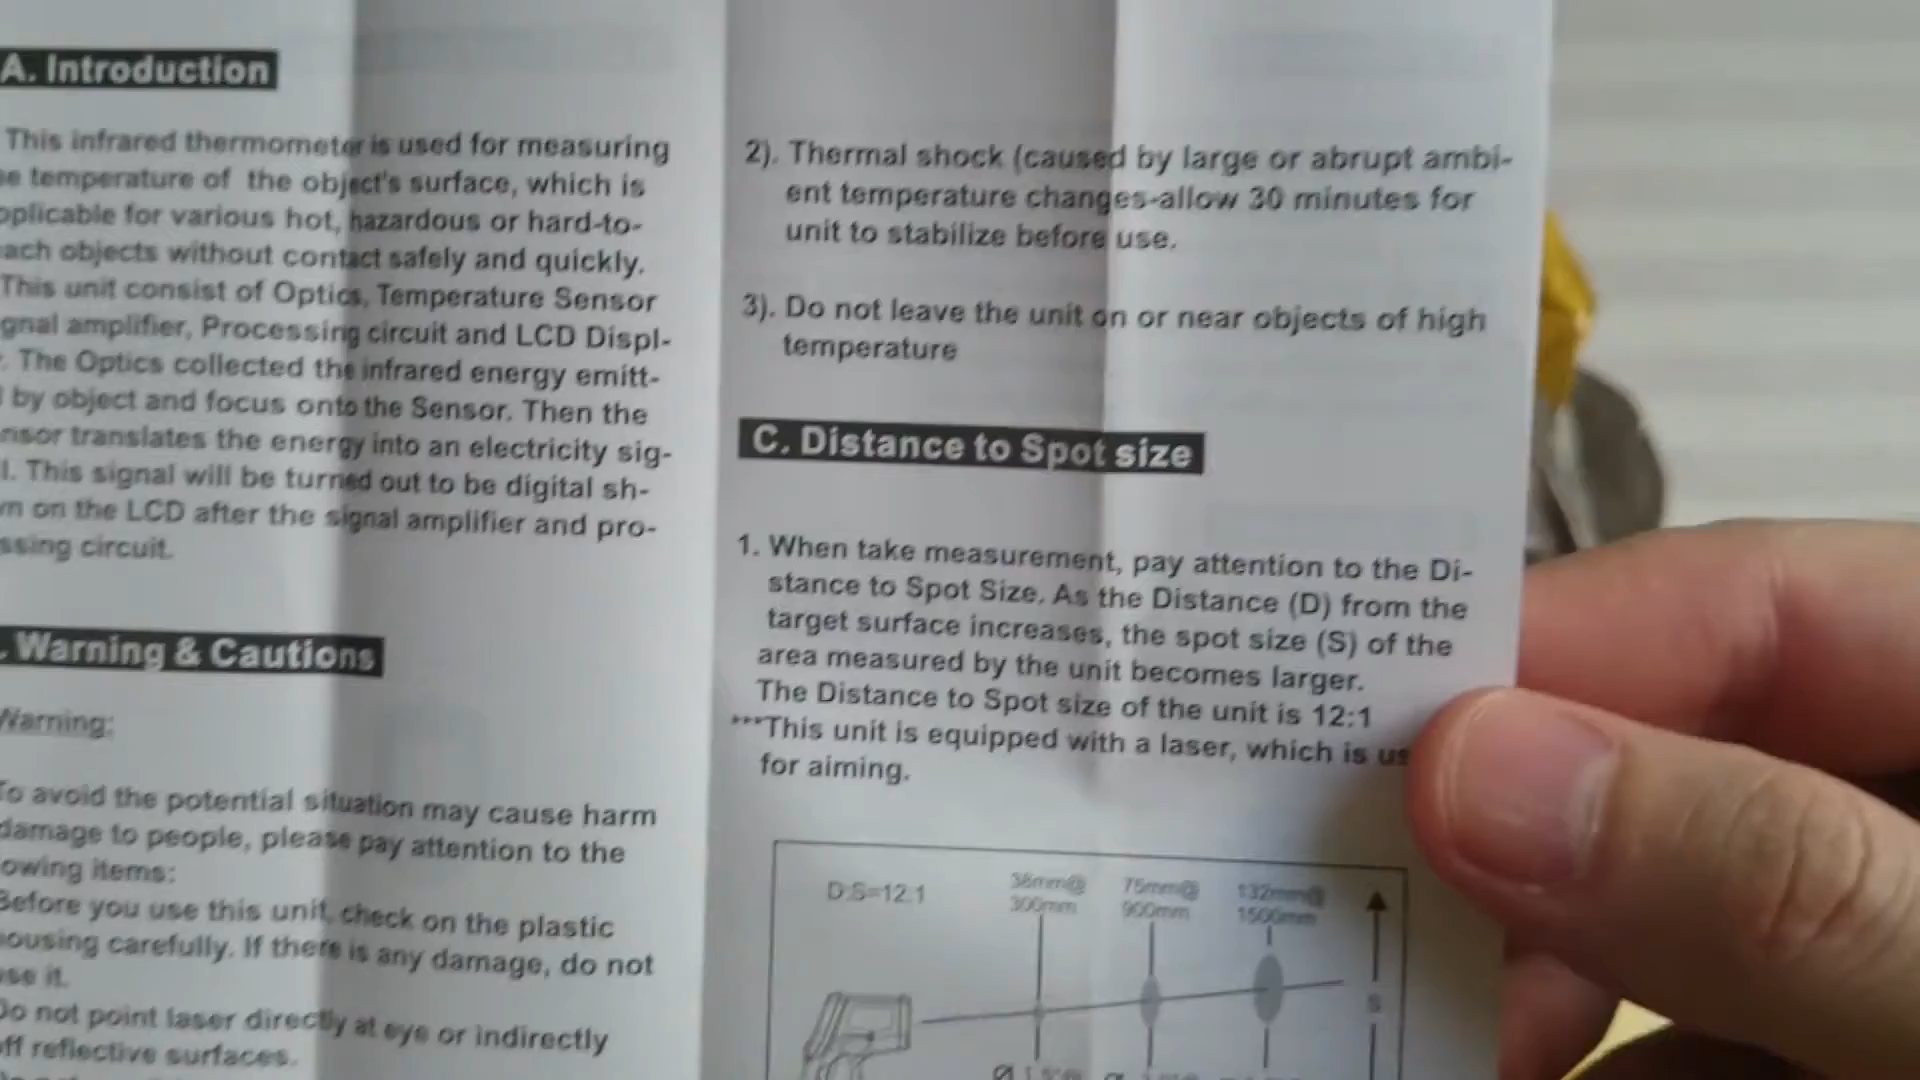 A. Introduction
This infrared thermometer is used for measuring
temperature of the object's surface, which is
for various hot, hazardous or hard-to-
objects without contact safely and quickly.
This unit consist of Optics, Temperature Sensor
amplifier, Processing circuit and LCD Displ-
The Optics collected the infrared energy emitt-
by object and focus onto the Sensor. Then the
translates the energy into an electricity sig-
This signal will be turned out to be digital sh-
on the LCD after the signal amplifier and pro-
circuit.
Warning & Cautions
Warning:
To avoid the potential situation may cause harm
damage to people, please pay attention to the
items:
Before you use this unit, check on the plastic
carefully. If there is any damage, do not
it.
Do not point laser directly at eye or indirectly
reflective surfaces.
2). Thermal shock (caused by large or abrupt ambi-
ent temperature changes-allow 30 minutes for
unit to stabilize before use.
3). Do not leave the unit on or near objects of high
temperature
C. Distance to Spot size
1. When take measurement, pay attention to the Di-
stance to Spot Size. As the Distance (D) from the
target surface increases, the spot size (S) of the
area measured by the unit becomes larger.
The Distance to Spot size of the unit is 12:1
***This unit is equipped with a laser, which is
for aiming.
D:S=12:1
300mm
75mm@
900mm
132mm@
1500mm
S